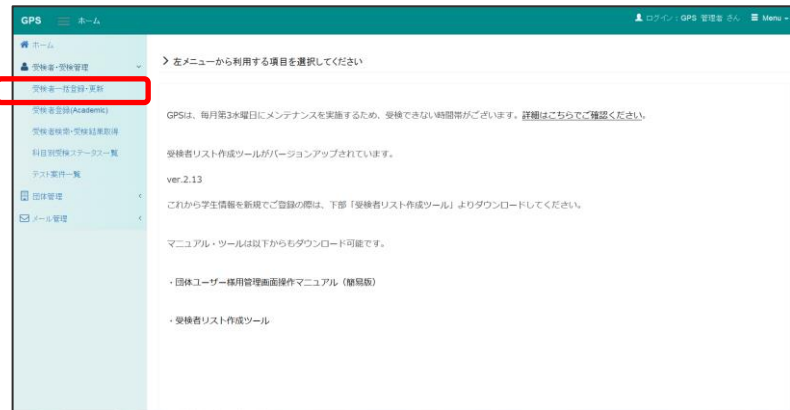 GPS ホーム ログイン：GPS 管理者 さん Menu
ホーム
受検者・受検管理
受検者一括登録・更新
受検者登録(Academic)
受検者検索・受検結果取得
科目別受検ステータス一覧
テスト案件一覧
団体管理
メール管理
左メニューから利用する項目を選択してください
GPSは、毎月第3水曜日にメンテナンスを実施するため、受検できない時間帯がございます。詳細はこちらでご確認ください。
受検者リスト作成ツールがバージョンアップされています。
ver.2.13
これから学生情報を新規でご登録の際は、下部「受検者リスト作成ツール」よりダウンロードしてください。
マニュアル・ツールは以下からもダウンロード可能です。
・団体ユーザー様用管理画面操作マニュアル（簡易版）
・受検者リスト作成ツール